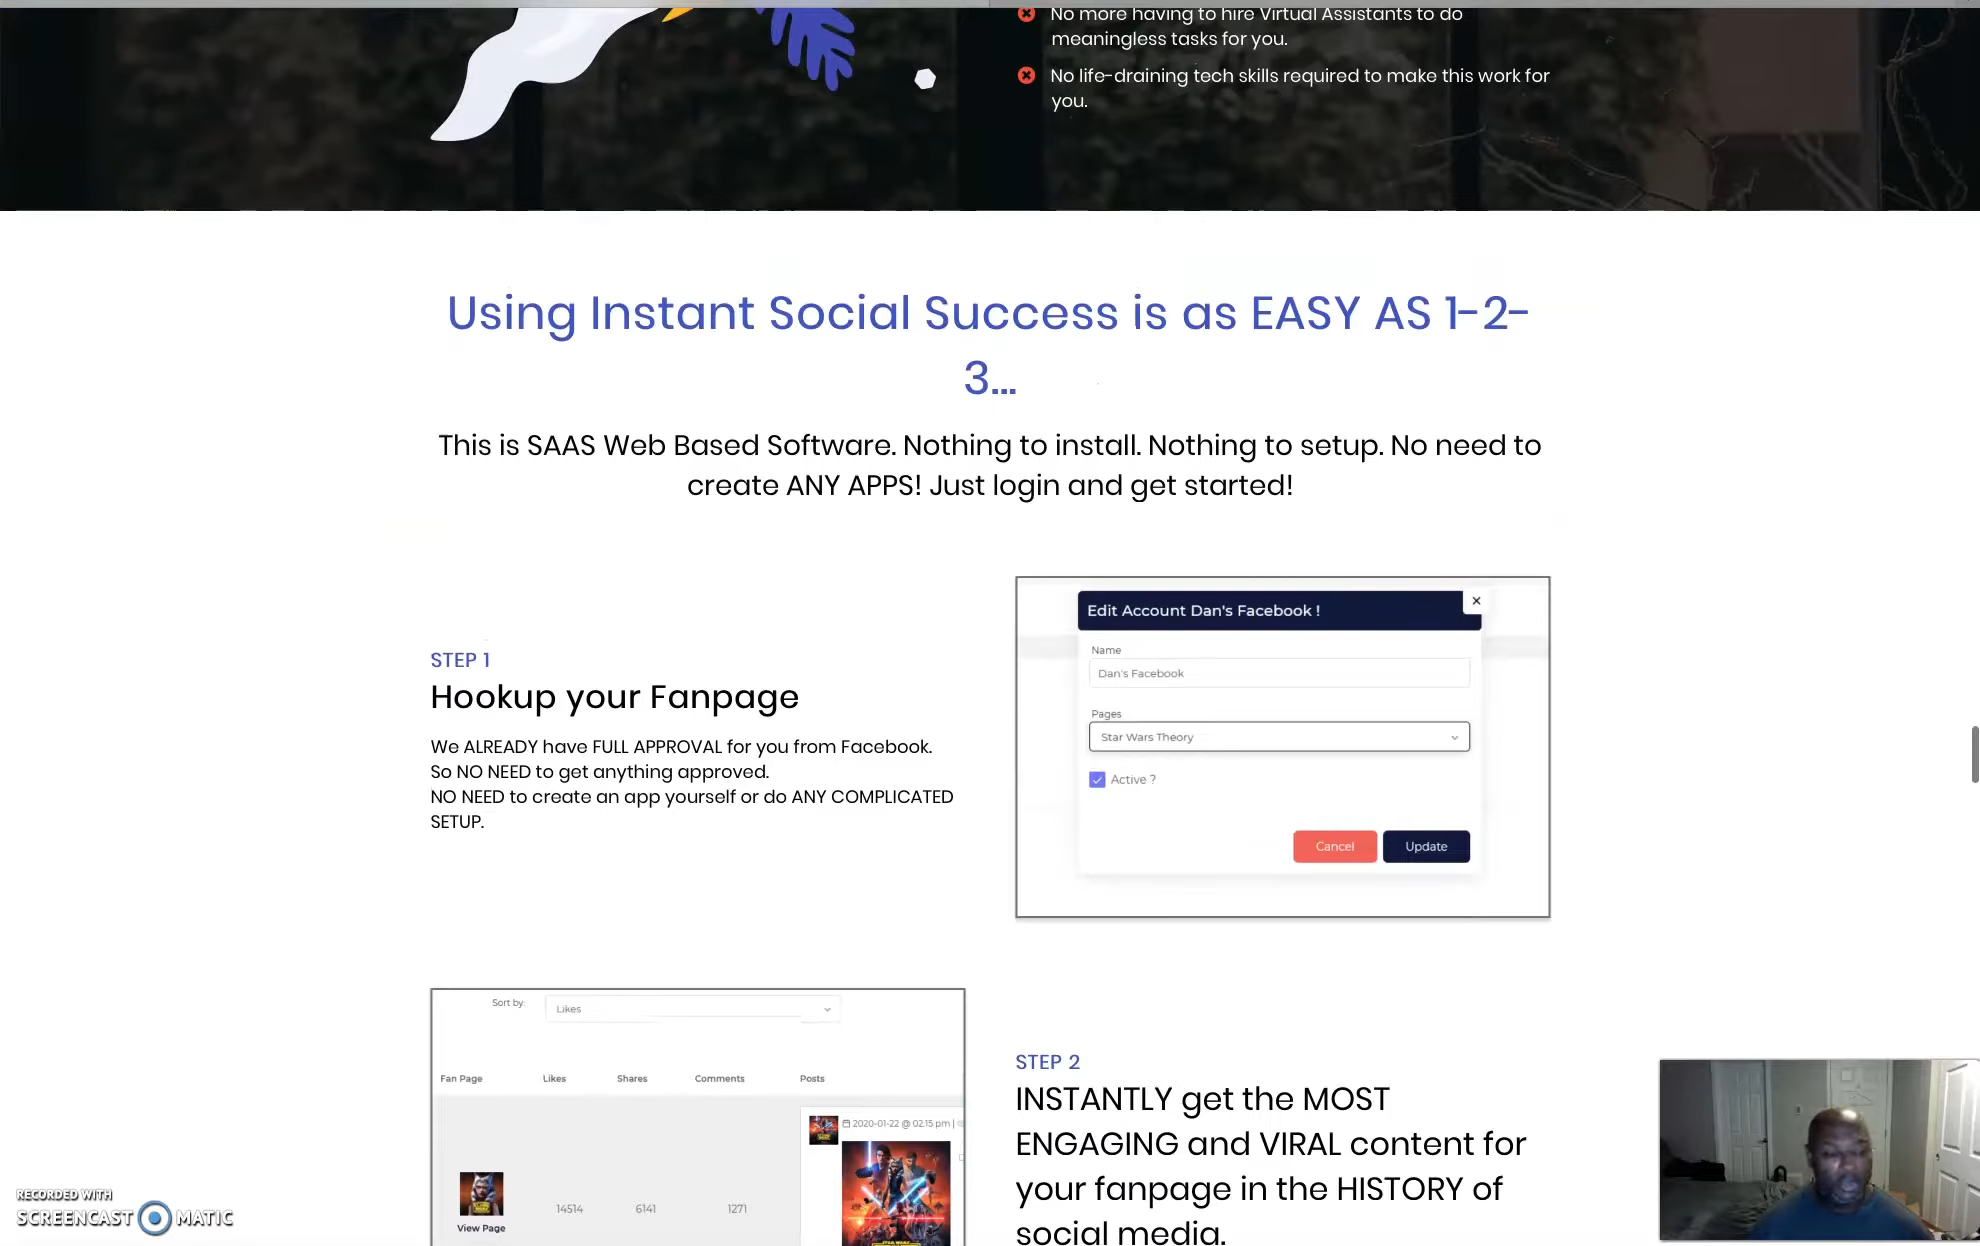 No more having to hire Virtual Assistants to do
meaningless tasks for you.
No life-draining tech skills required to make this work for
you.
Using Instant Social Success is as EASY AS 1-2-
3...
This is SAAS Web Based Software. Nothing to install. Nothing to setup. No need to
create ANY APPS! Just login and get started!
STEP 1
Hookup your Fanpage
We ALREADY have FULL APPROVAL for you from Facebook.
So NO NEED to get anything approved.
NO NEED to create an app yourself or do ANY COMPLICATED
SETUP.
Edit Account Dan's Facebook !
Name
Dan's Facebook
Pages
Star Wars Theory
Active ?
Cancel
Update
Sort by:
Likes
Fan Page
Likes
Shares
Comments
Posts
2020-01-22 @ 02:15 pm |
View Page
14514
6141
1271
STEP 2
INSTANTLY get the MOST
ENGAGING and VIRAL content for
your fanpage in the HISTORY of
social media.
RECORDED WITH
SCREENCAST MATIC